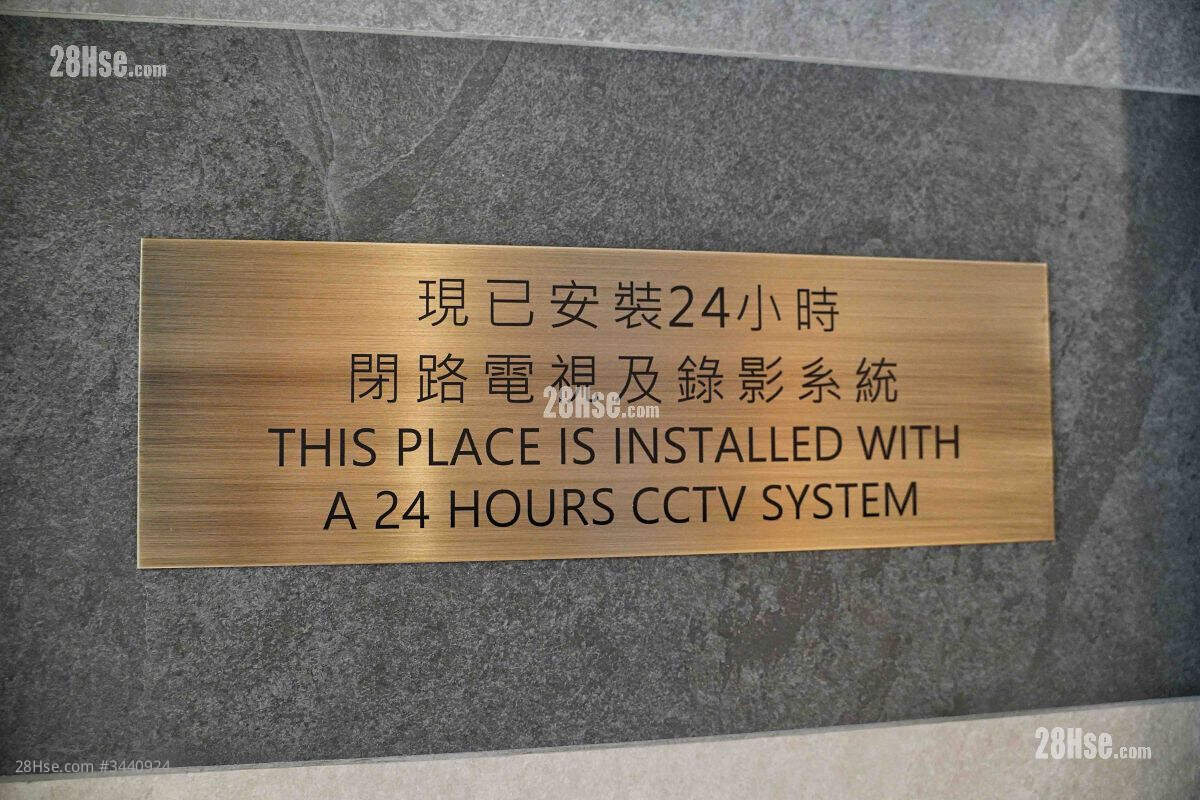 28Hse.com
現已安裝24小時
閉路電視及錄影系統
28Hse.com
THIS PLACE IS INSTALLED WITH
A 24 HOURS CCTV SYSTEM
28Hse.com
28Hse.com #3440924